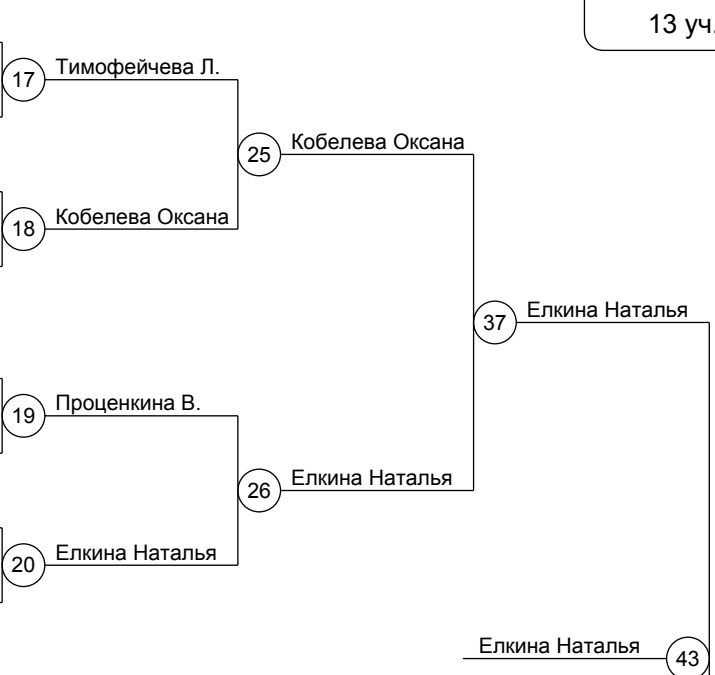 13 уч.
17 Тимофейчева Л.
25 Кобелева Оксана
18 Кобелева Оксана
37 Елкина Наталья
19 Проценкина В.
26 Елкина Наталья
20 Елкина Наталья
Елкина Наталья 43